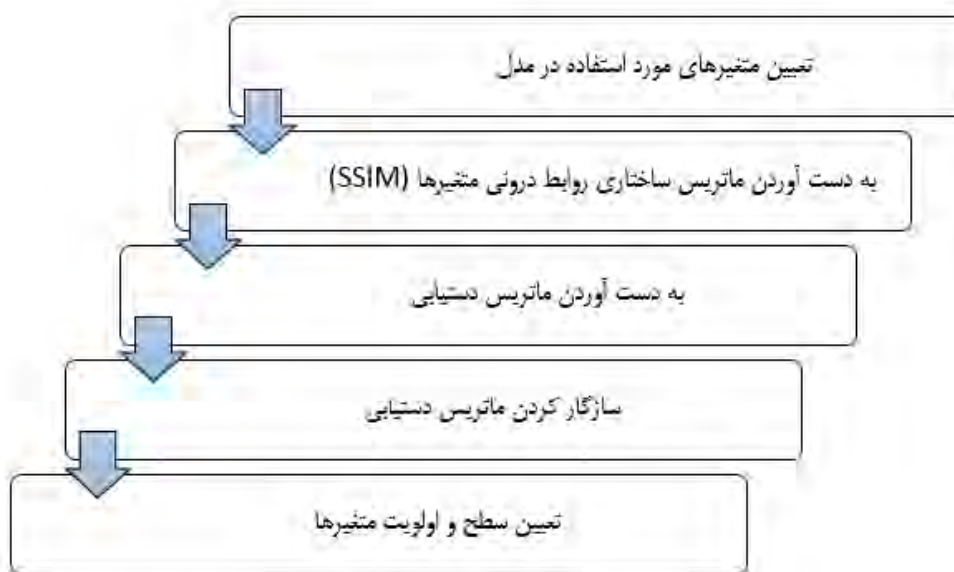 تعیین متغیرهای مورد استفاده در مدل
به دست آوردن ماتریس ساختاری روابط درونی متغیرها (SSIM)
به دست آوردن ماتریس دستیابی
سازگار کردن ماتریس دستیابی
تعیین سطح و اولویت متغیرها